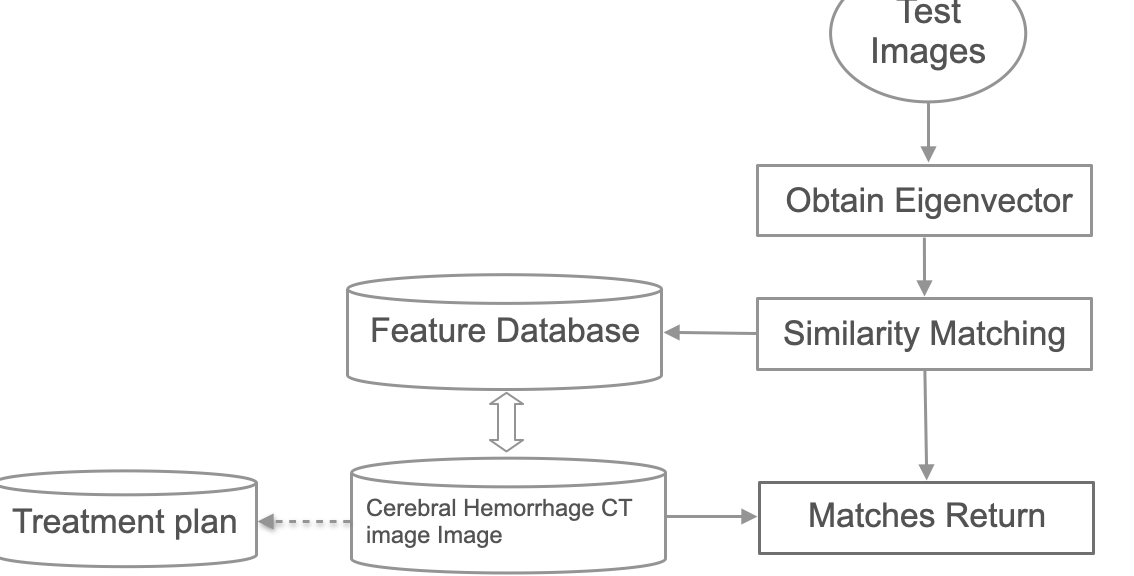 Test
Images
Obtain Eigenvector
Feature Database
Similarity Matching
Cerebral Hemorrhage CT
image Image
Treatment plan
Matches Return